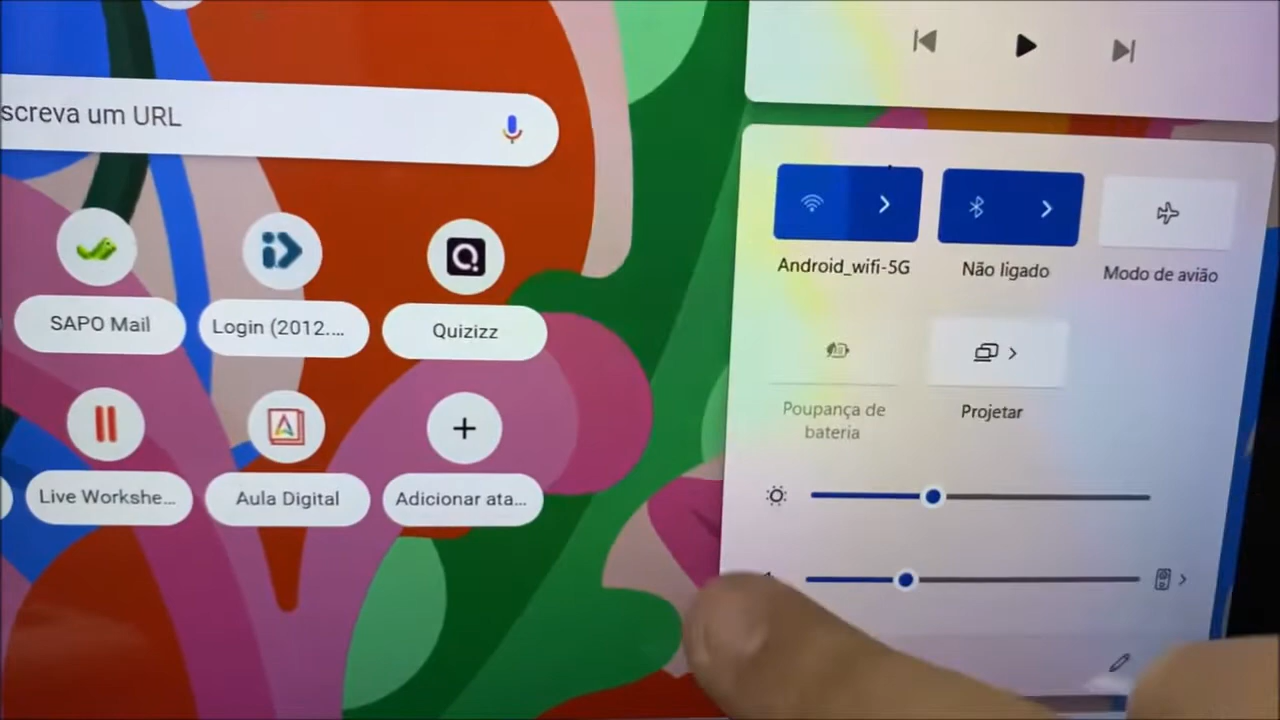 screva um URL
SAPO Mail
Login (2012....
Quizizz
Live Workshe...
Aula Digital
Adicionar ata...
Android_wifi-5G
Não ligado
Modo de avião
Poupança de
bateria
Projetar